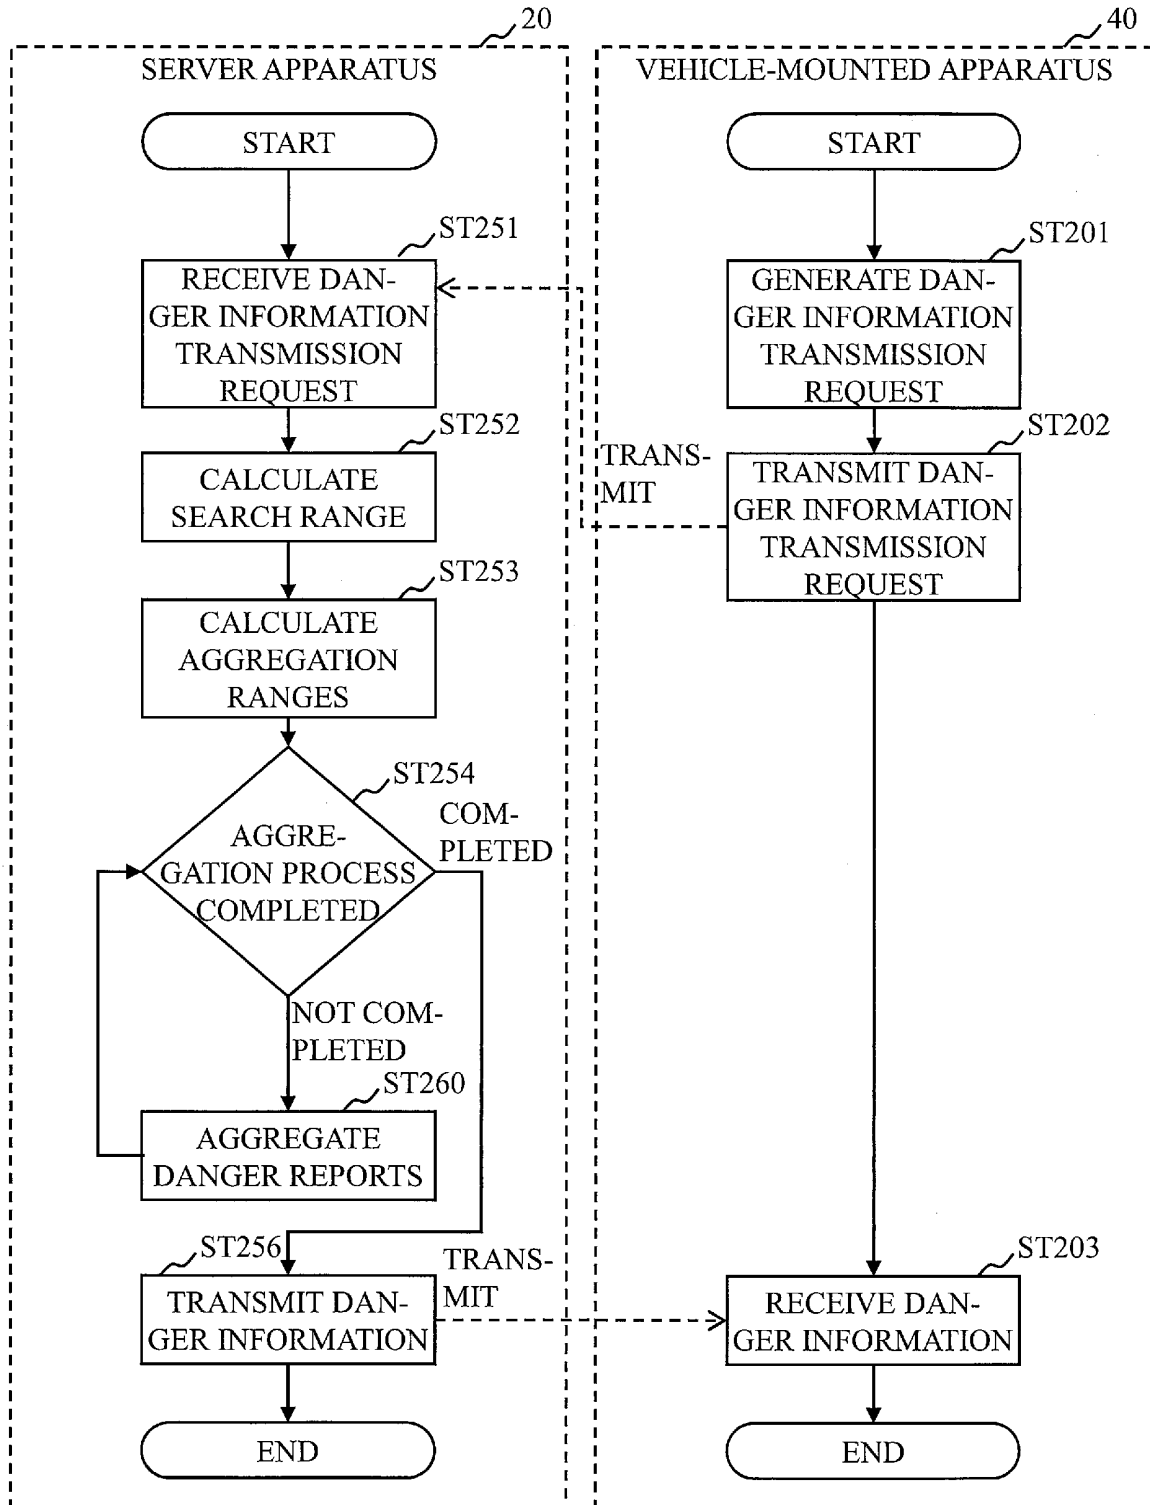 20
SERVER APPARATUS
START
ST251
RECEIVE DAN-
GER INFORMATION
TRANSMISSION
REQUEST
ST252
CALCULATE
SEARCH RANGE
ST253
CALCULATE
AGGREGATION
RANGES
ST254
AGGRE-
GATION PROCESS
COMPLETED
COM-
PLETED
NOT COM-
PLETED
ST260
AGGREGATE
DANGER REPORTS
ST256
TRANSMIT DAN-
GER INFORMATION
TRANS-
MIT
END
40
VEHICLE-MOUNTED APPARATUS
START
ST201
GENERATE DAN-
GER INFORMATION
TRANSMISSION
REQUEST
ST202
TRANSMIT DAN-
GER INFORMATION
TRANSMISSION
REQUEST
TRANS-
MIT
ST203
RECEIVE DAN-
GER INFORMATION
END